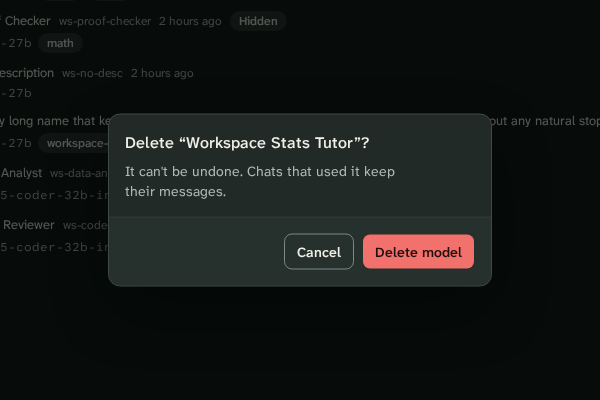 Checker ws-proof-checker 2 hours ago Hidden
-27b math
escription ws-no-desc 2 hours ago
-27b
y long name that ke out any natural stop
-27b workspace-
Delete “Workspace Stats Tutor”?
Analyst ws-data-an
It can't be undone. Chats that used it keep
their messages.
5-coder-32b-in
Reviewer ws-code
5-coder-32b-in
Cancel Delete model